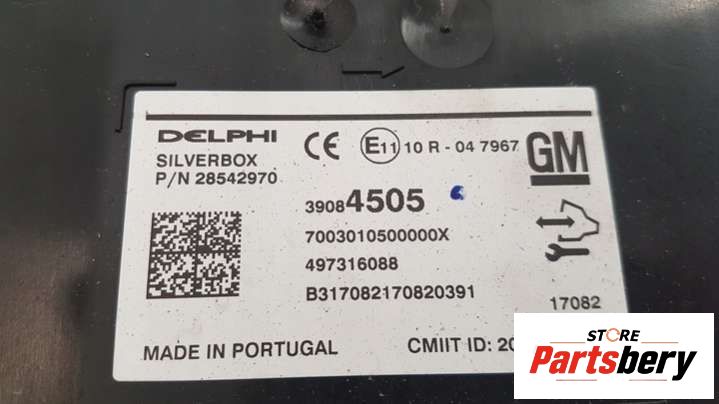 DELPHI
SILVERBOX
P/N 28542970
CE E11 10 R - 04 7967
GM
39084505
7003010500000X
497316088
B317082170820391
17082
MADE IN PORTUGAL
CMIIT ID: 20
STORE
Partsbery